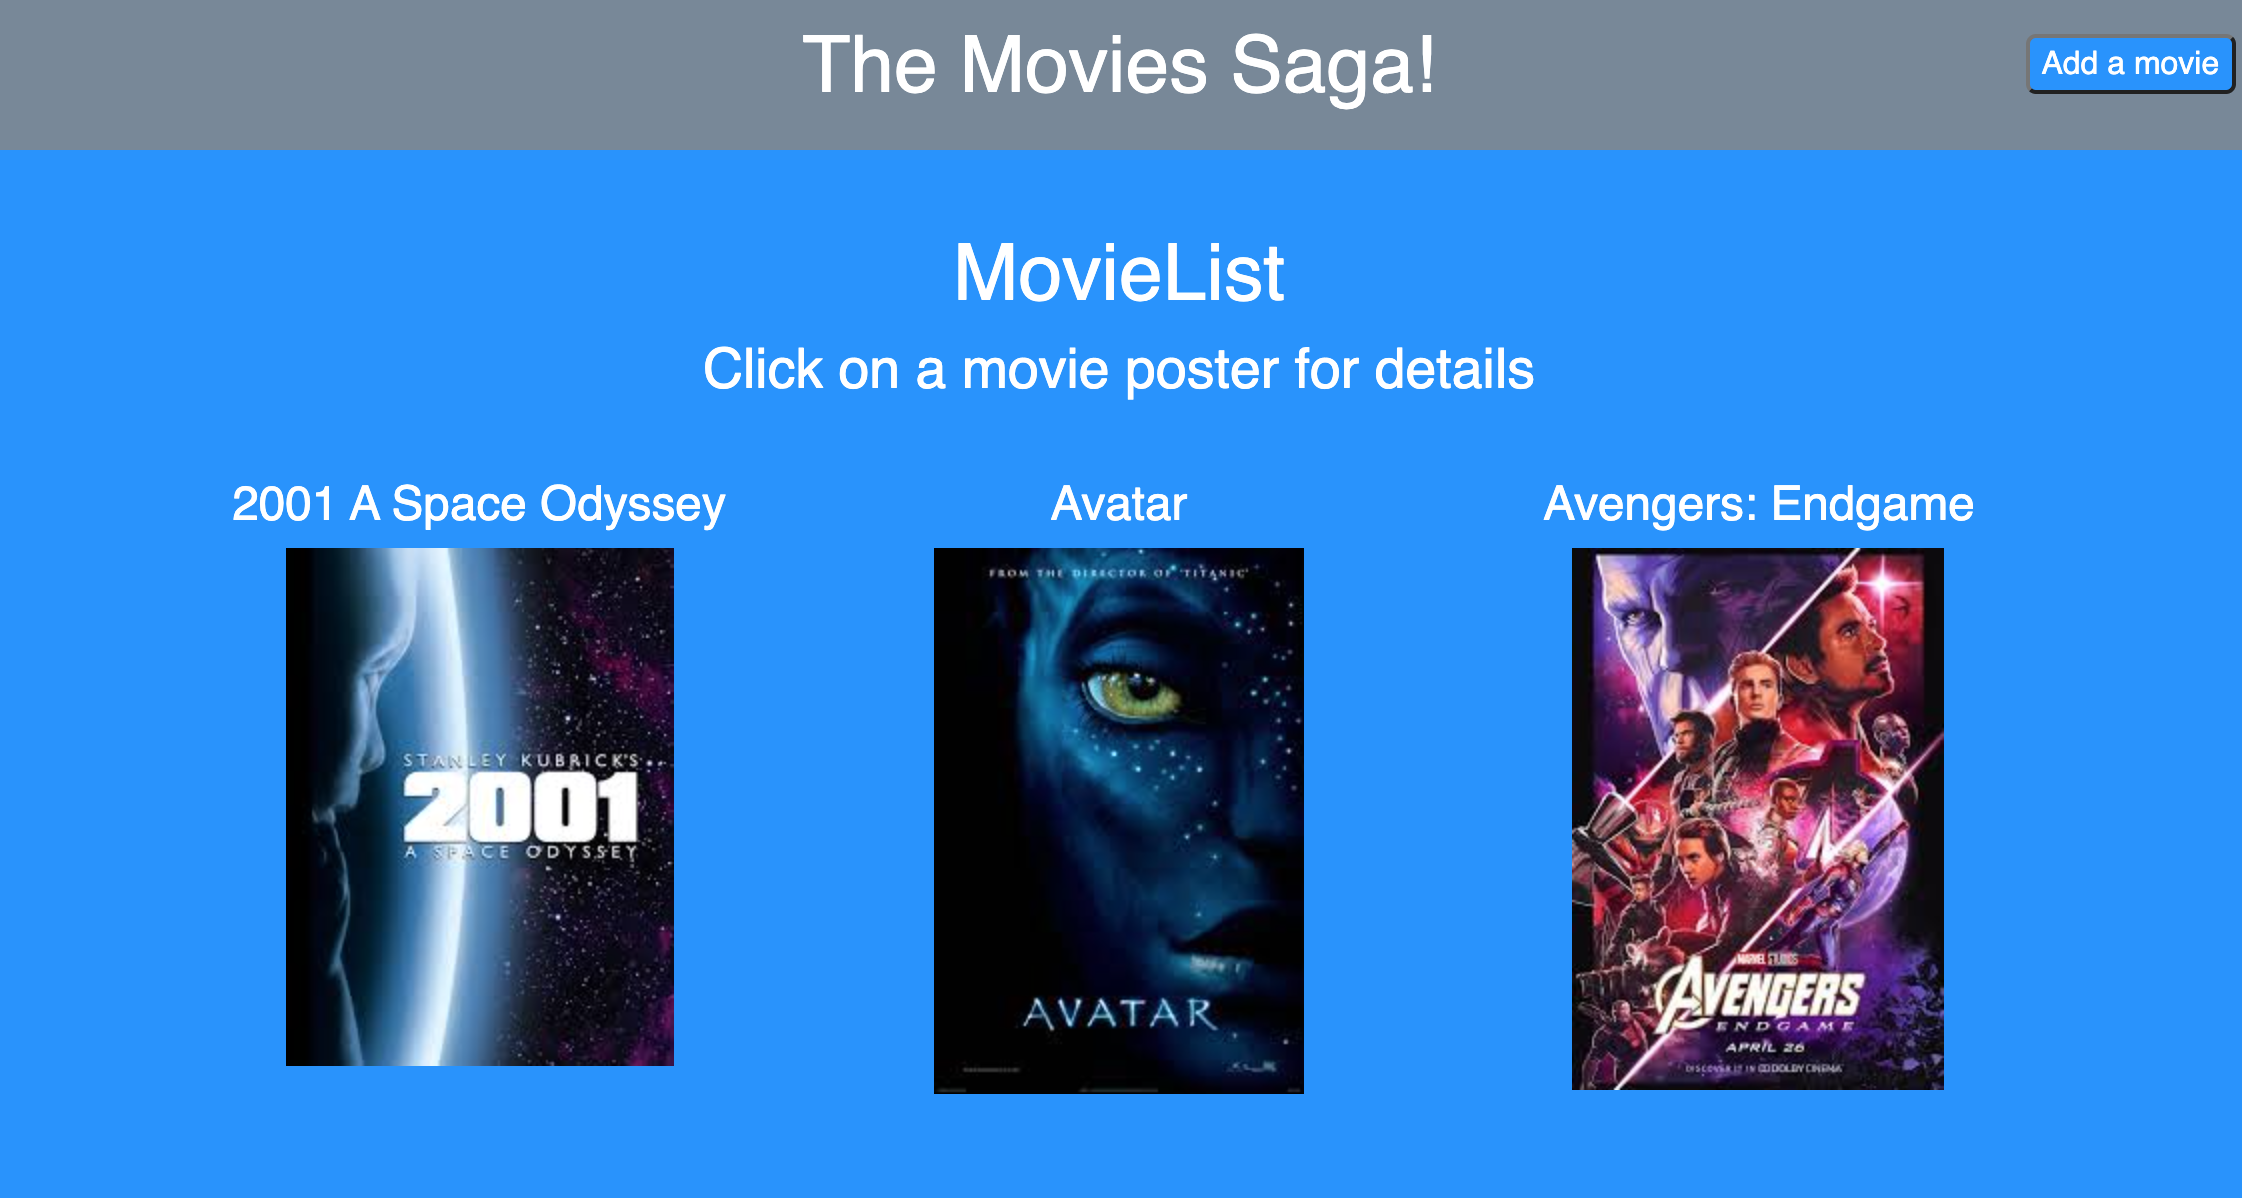 The Movies Saga!
Add a movie
MovieList
Click on a movie poster for details
2001 A Space Odyssey
Avatar
Avengers: Endgame
STANLEY KUBRICK'S
2001
A SPACE ODYSSEY
FROM THE DIRECTOR OF 'TITANIC'
AVATAR
MARVEL STUDIOS
AVENGERS
ENDGAME
APRIL 26
DISCOVER IT IN DOLBY CINEMA